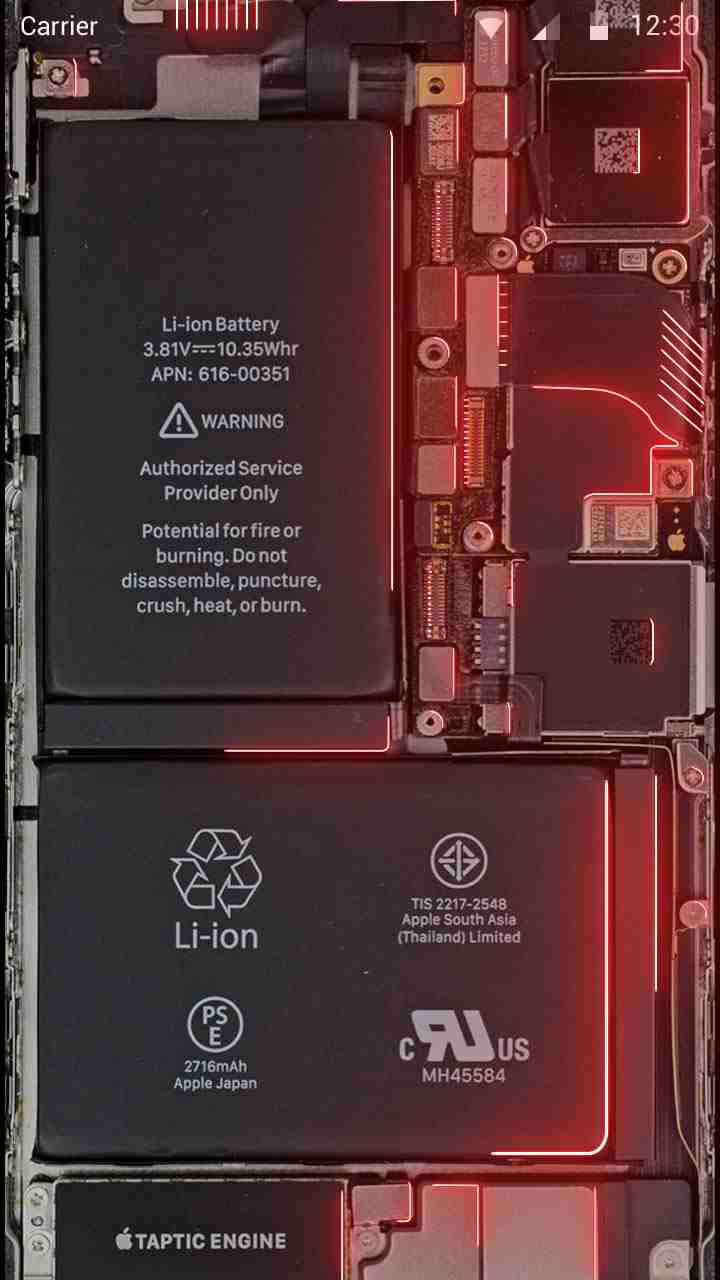 Carrier 12:30
Li-ion Battery
3.81V⎓10.35Whr
APN: 616-00351
WARNING
Authorized Service
Provider Only
Potential for fire or
burning. Do not
disassemble, puncture,
crush, heat, or burn.
Li-ion
TIS 2217-2548
Apple South Asia
(Thailand) Limited
PS
E
2716mAh
Apple Japan
c RU US
MH45584
TAPTIC ENGINE